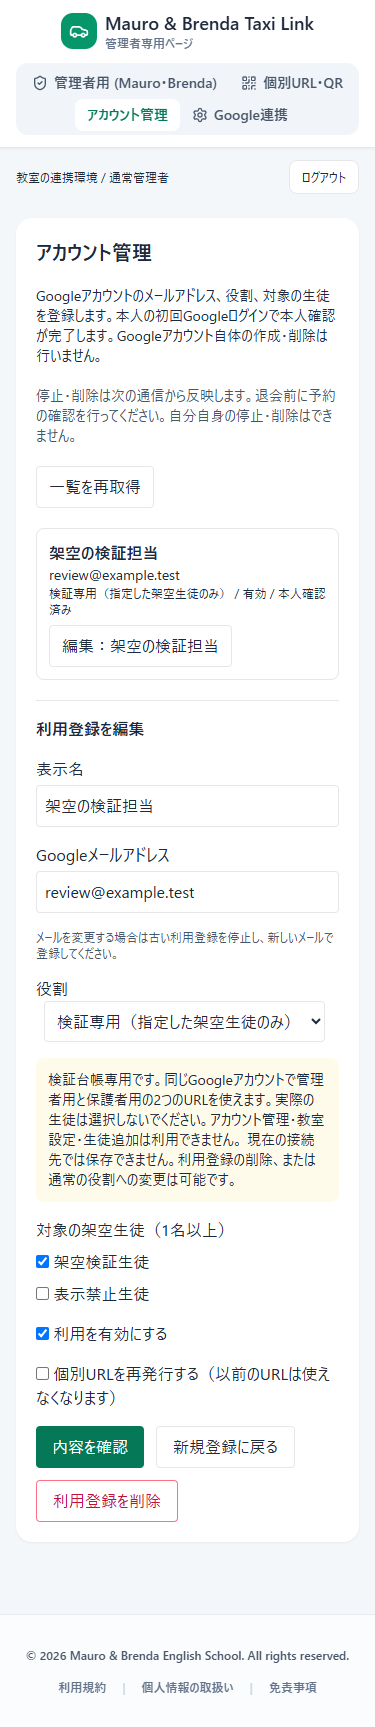 Mauro & Brenda Taxi Link
管理者専用ページ
管理者用 (Mauro・Brenda)
個別URL・QR
アカウント管理
Google連携
教室の連携環境 / 通常管理者
ログアウト
アカウント管理
Googleアカウントのメールアドレス、役割、対象の生徒
を登録します。本人の初回Googleログインで本人確認
が完了します。Googleアカウント自体の作成・削除は
行いません。
停止・削除は次の通信から反映します。退会前に予約
の確認を行ってください。自分自身の停止・削除はでき
ません。
一覧を再取得
架空の検証担当
review@example.test
検証専用（指定した架空生徒のみ） / 有効 / 本人確認
済み
編集：架空の検証担当
利用登録を編集
表示名
架空の検証担当
Googleメールアドレス
review@example.test
メールを変更する場合は古い利用登録を停止し、新しいメールで
登録してください。
役割
検証専用（指定した架空生徒のみ）
検証台帳専用です。同じGoogleアカウントで管理
者用と保護者用の2つのURLを使えます。実際の
生徒は選択しないでください。アカウント管理・教室
設定・生徒追加は利用できません。 現在の接続
先では保存できません。利用登録の削除、または
通常の役割への変更は可能です。
対象の架空生徒（1名以上）
架空検証生徒
表示禁止生徒
利用を有効にする
個別URLを再発行する（以前のURLは使え
なくなります）
内容を確認
新規登録に戻る
利用登録を削除
© 2026 Mauro & Brenda English School. All rights reserved.
利用規約 | 個人情報の取扱い | 免責事項